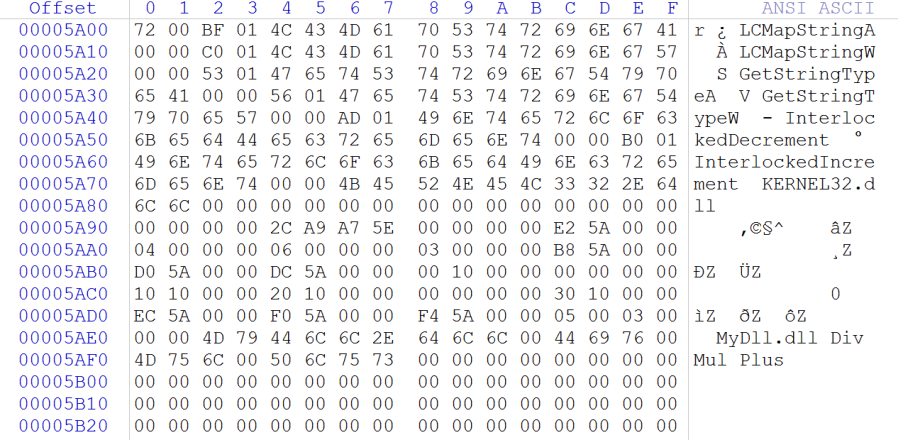 Offset 0 1 2 3 4 5 6 7 8 9 A B C D E F ANSI ASCII
00005A00 72 00 BF 01 4C 43 4D 61 70 53 74 72 69 6E 67 41 r ¿ LCMapStringA
00005A10 00 00 C0 01 4C 43 4D 61 70 53 74 72 69 6E 67 57 À LCMapStringW
00005A20 00 00 53 01 47 65 74 53 74 72 69 6E 67 54 79 70 S GetStringTyp
00005A30 65 41 00 00 56 01 47 65 74 53 74 72 69 6E 67 54 eA V GetStringT
00005A40 79 70 65 57 00 00 AD 01 49 6E 74 65 72 6C 6F 63 ypeW - Interloc
00005A50 6B 65 64 44 65 63 72 65 6D 65 6E 74 00 00 B0 01 kedDecrement °
00005A60 49 6E 74 65 72 6C 6F 63 6B 65 64 49 6E 63 72 65 InterlockedIncre
00005A70 6D 65 6E 74 00 00 4B 45 52 4E 45 4C 33 32 2E 64 ment KERNEL32.d
00005A80 6C 6C 00 00 00 00 00 00 00 00 00 00 00 00 00 00 ll
00005A90 00 00 00 00 2C A9 A7 5E 00 00 00 00 E2 5A 00 00 ,©§^ âZ
00005AA0 04 00 00 00 06 00 00 00 03 00 00 00 B8 5A 00 00 ¸Z
00005AB0 D0 5A 00 00 DC 5A 00 00 00 10 00 00 00 00 00 00 ÐZ ÜZ
00005AC0 10 10 00 00 20 10 00 00 00 00 00 00 30 10 00 00 0
00005AD0 EC 5A 00 00 F0 5A 00 00 F4 5A 00 00 05 00 03 00 ìZ ðZ ôZ
00005AE0 00 00 4D 79 44 6C 6C 2E 64 6C 6C 00 44 69 76 00 MyDll.dll Div
00005AF0 4D 75 6C 00 50 6C 75 73 00 00 00 00 00 00 00 00 Mul Plus
00005B00 00 00 00 00 00 00 00 00 00 00 00 00 00 00 00 00
00005B10 00 00 00 00 00 00 00 00 00 00 00 00 00 00 00 00
00005B20 00 00 00 00 00 00 00 00 00 00 00 00 00 00 00 00